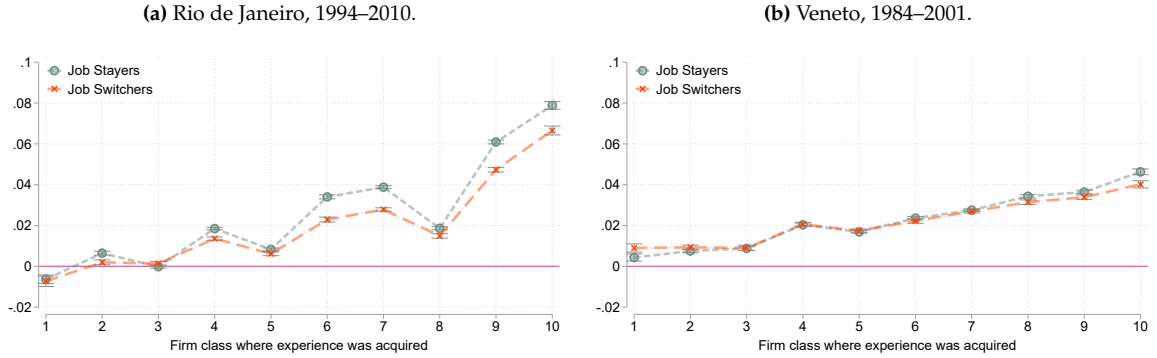 (a) Rio de Janeiro, 1994–2010.
.1
.08
.06
.04
.02
0
-.02
Job Stayers
Job Switchers
1 2 3 4 5 6 7 8 9 10
Firm class where experience was acquired
(b) Veneto, 1984–2001.
.1
.08
.06
.04
.02
0
-.02
Job Stayers
Job Switchers
1 2 3 4 5 6 7 8 9 10
Firm class where experience was acquired